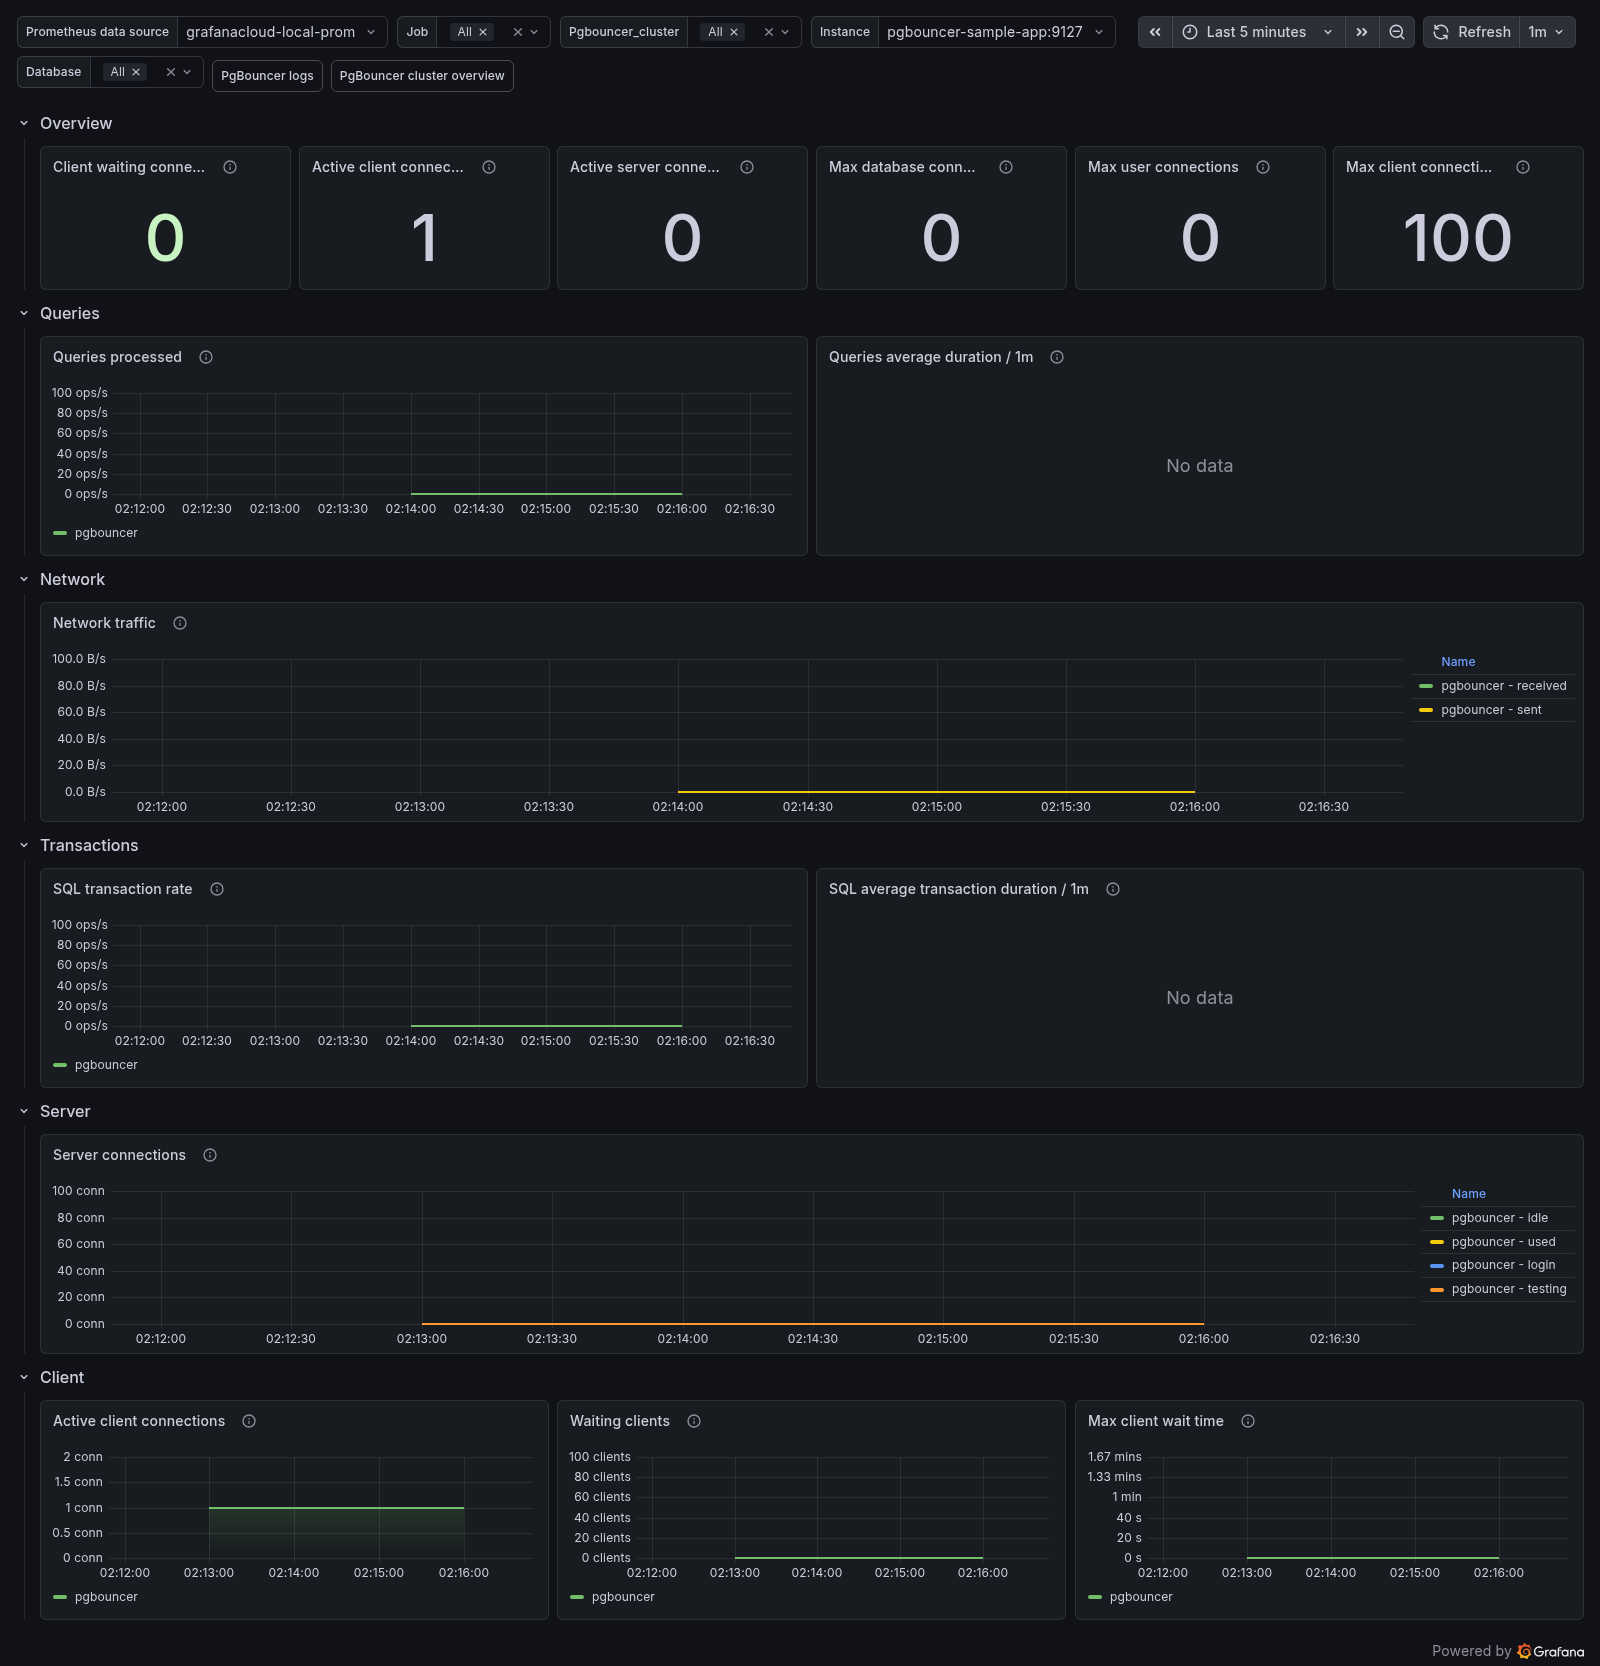 Prometheus data source grafanacloud-local-prom Job All Pgbouncer_cluster All Instance pgbouncer-sample-app:9127 Last 5 minutes Refresh 1m
Database All PgBouncer logs PgBouncer cluster overview
Overview
Client waiting conne... Active client connec... Active server conne... Max database conn... Max user connections Max client connecti...
0 1 0 0 0 100
Queries
Queries processed
100 ops/s
80 ops/s
60 ops/s
40 ops/s
20 ops/s
0 ops/s
02:12:00 02:12:30 02:13:00 02:13:30 02:14:00 02:14:30 02:15:00 02:15:30 02:16:00 02:16:30
pgbouncer
Queries average duration / 1m
No data
Network
Network traffic
100.0 B/s
80.0 B/s
60.0 B/s
40.0 B/s
20.0 B/s
0.0 B/s
02:12:00 02:12:30 02:13:00 02:13:30 02:14:00 02:14:30 02:15:00 02:15:30 02:16:00 02:16:30
Name
pgbouncer - received
pgbouncer - sent
Transactions
SQL transaction rate
100 ops/s
80 ops/s
60 ops/s
40 ops/s
20 ops/s
0 ops/s
02:12:00 02:12:30 02:13:00 02:13:30 02:14:00 02:14:30 02:15:00 02:15:30 02:16:00 02:16:30
pgbouncer
SQL average transaction duration / 1m
No data
Server
Server connections
100 conn
80 conn
60 conn
40 conn
20 conn
0 conn
02:12:00 02:12:30 02:13:00 02:13:30 02:14:00 02:14:30 02:15:00 02:15:30 02:16:00 02:16:30
Name
pgbouncer - idle
pgbouncer - used
pgbouncer - login
pgbouncer - testing
Client
Active client connections
2 conn
1.5 conn
1 conn
0.5 conn
0 conn
02:12:00 02:13:00 02:14:00 02:15:00 02:16:00
pgbouncer
Waiting clients
100 clients
80 clients
60 clients
40 clients
20 clients
0 clients
02:12:00 02:13:00 02:14:00 02:15:00 02:16:00
pgbouncer
Max client wait time
1.67 mins
1.33 mins
1 min
40 s
20 s
0 s
02:12:00 02:13:00 02:14:00 02:15:00 02:16:00
pgbouncer
Powered by Grafana